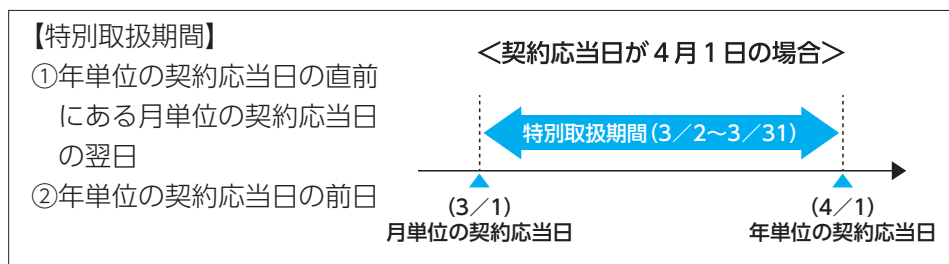 【特別取扱期間】
①年単位の契約応当日の直前
にある月単位の契約応当日
の翌日
②年単位の契約応当日の前日
＜契約応当日が４月１日の場合＞
特別取扱期間（3／2～3／31）
（3／1）
月単位の契約応当日
（4／1）
年単位の契約応当日